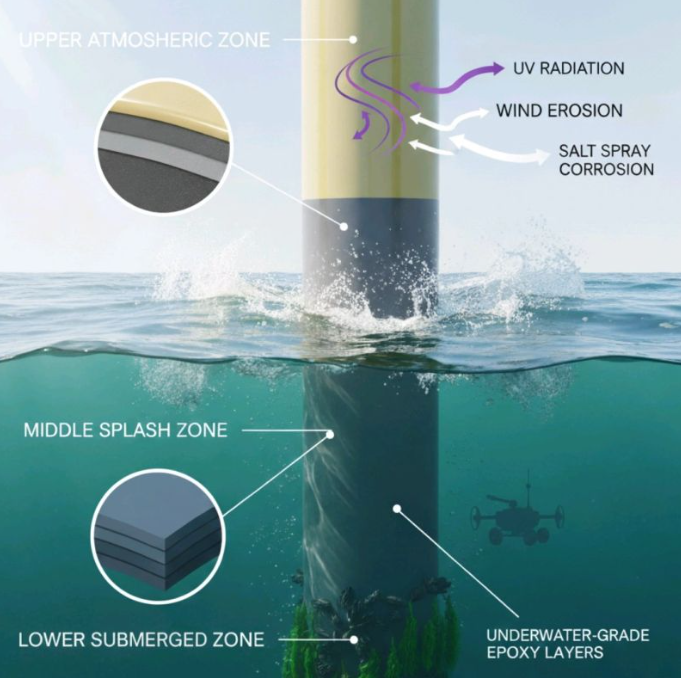 UPPER ATMOSHERIC ZONE
UV RADIATION
WIND EROSION
SALT SPRAY
CORROSION
MIDDLE SPLASH ZONE
LOWER SUBMERGED ZONE
UNDERWATER-GRADE
EPOXY LAYERS